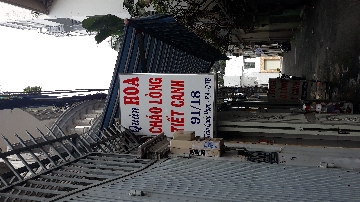 Quán HOA
CHÁO LÒNG
TIẾT CANH
91/18